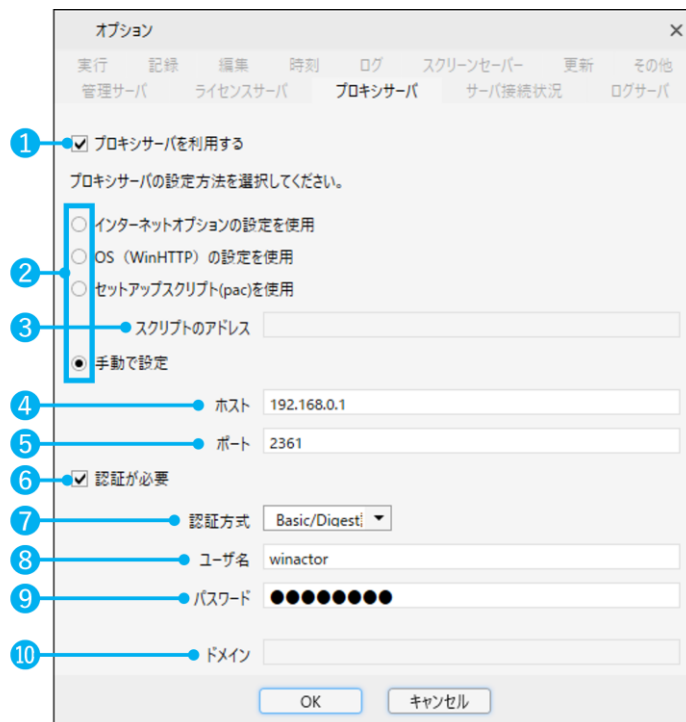 オプション ×
実行 記録 編集 時刻 ログ スクリーンセーバー 更新 その他
管理サーバ ライセンスサーバ プロキシサーバ サーバ接続状況 ログサーバ
1 プロキシサーバを利用する
プロキシサーバの設定方法を選択してください。
インターネットオプションの設定を使用
2 OS（WinHTTP）の設定を使用
セットアップスクリプト(pac)を使用
3 スクリプトのアドレス
手動で設定
4 ホスト 192.168.0.1
5 ポート 2361
6 認証が必要
7 認証方式 Basic/Digest
8 ユーザ名 winactor
9 パスワード ●●●●●●●●
10 ドメイン
OK キャンセル